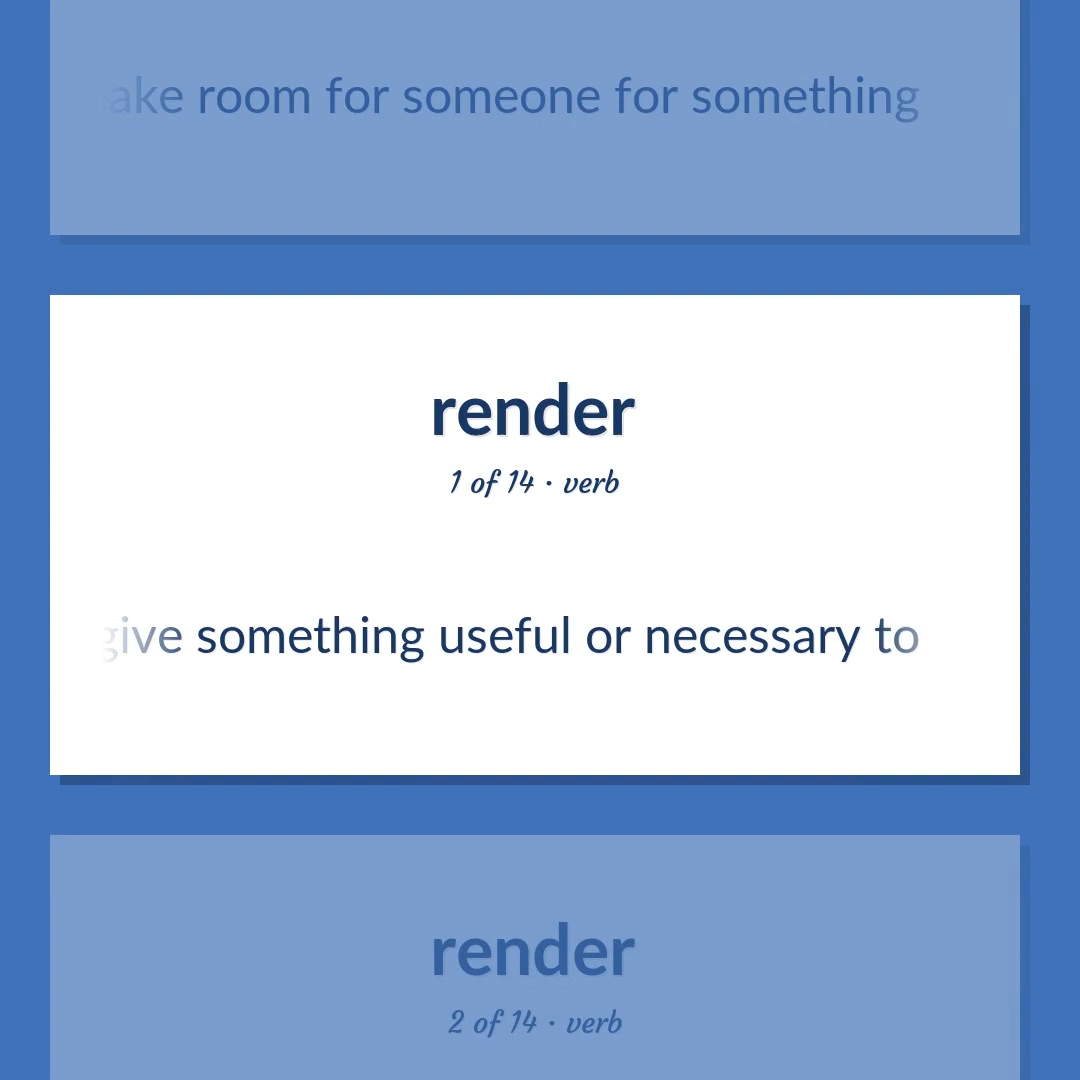 ake room for someone for something
render
1 of 14 · verb
give something useful or necessary to
render
2 of 14 · verb